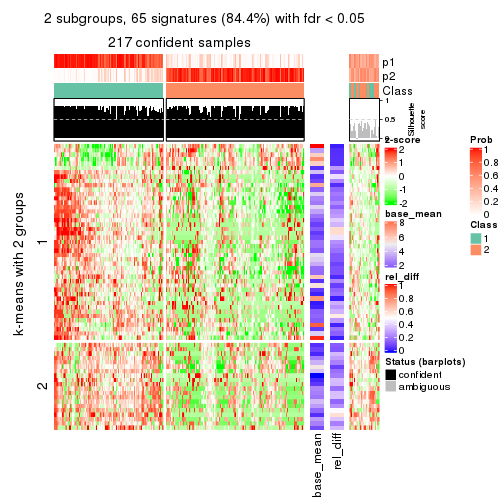 2 subgroups, 65 signatures (84.4%) with fdr < 0.05
217 confident samples
p1
p2
Class
1
0.5
0
Silhouette
score
k-means with 2 groups
1
2
base_mean
rel_diff
z-score
2
1
0
-1
-2
base_mean
8
6
4
2
rel_diff
1
0.8
0.6
0.4
0.2
0
Status (barplots)
confident
ambiguous
Prob
1
0.8
0.6
0.4
0.2
0
Class
1
2